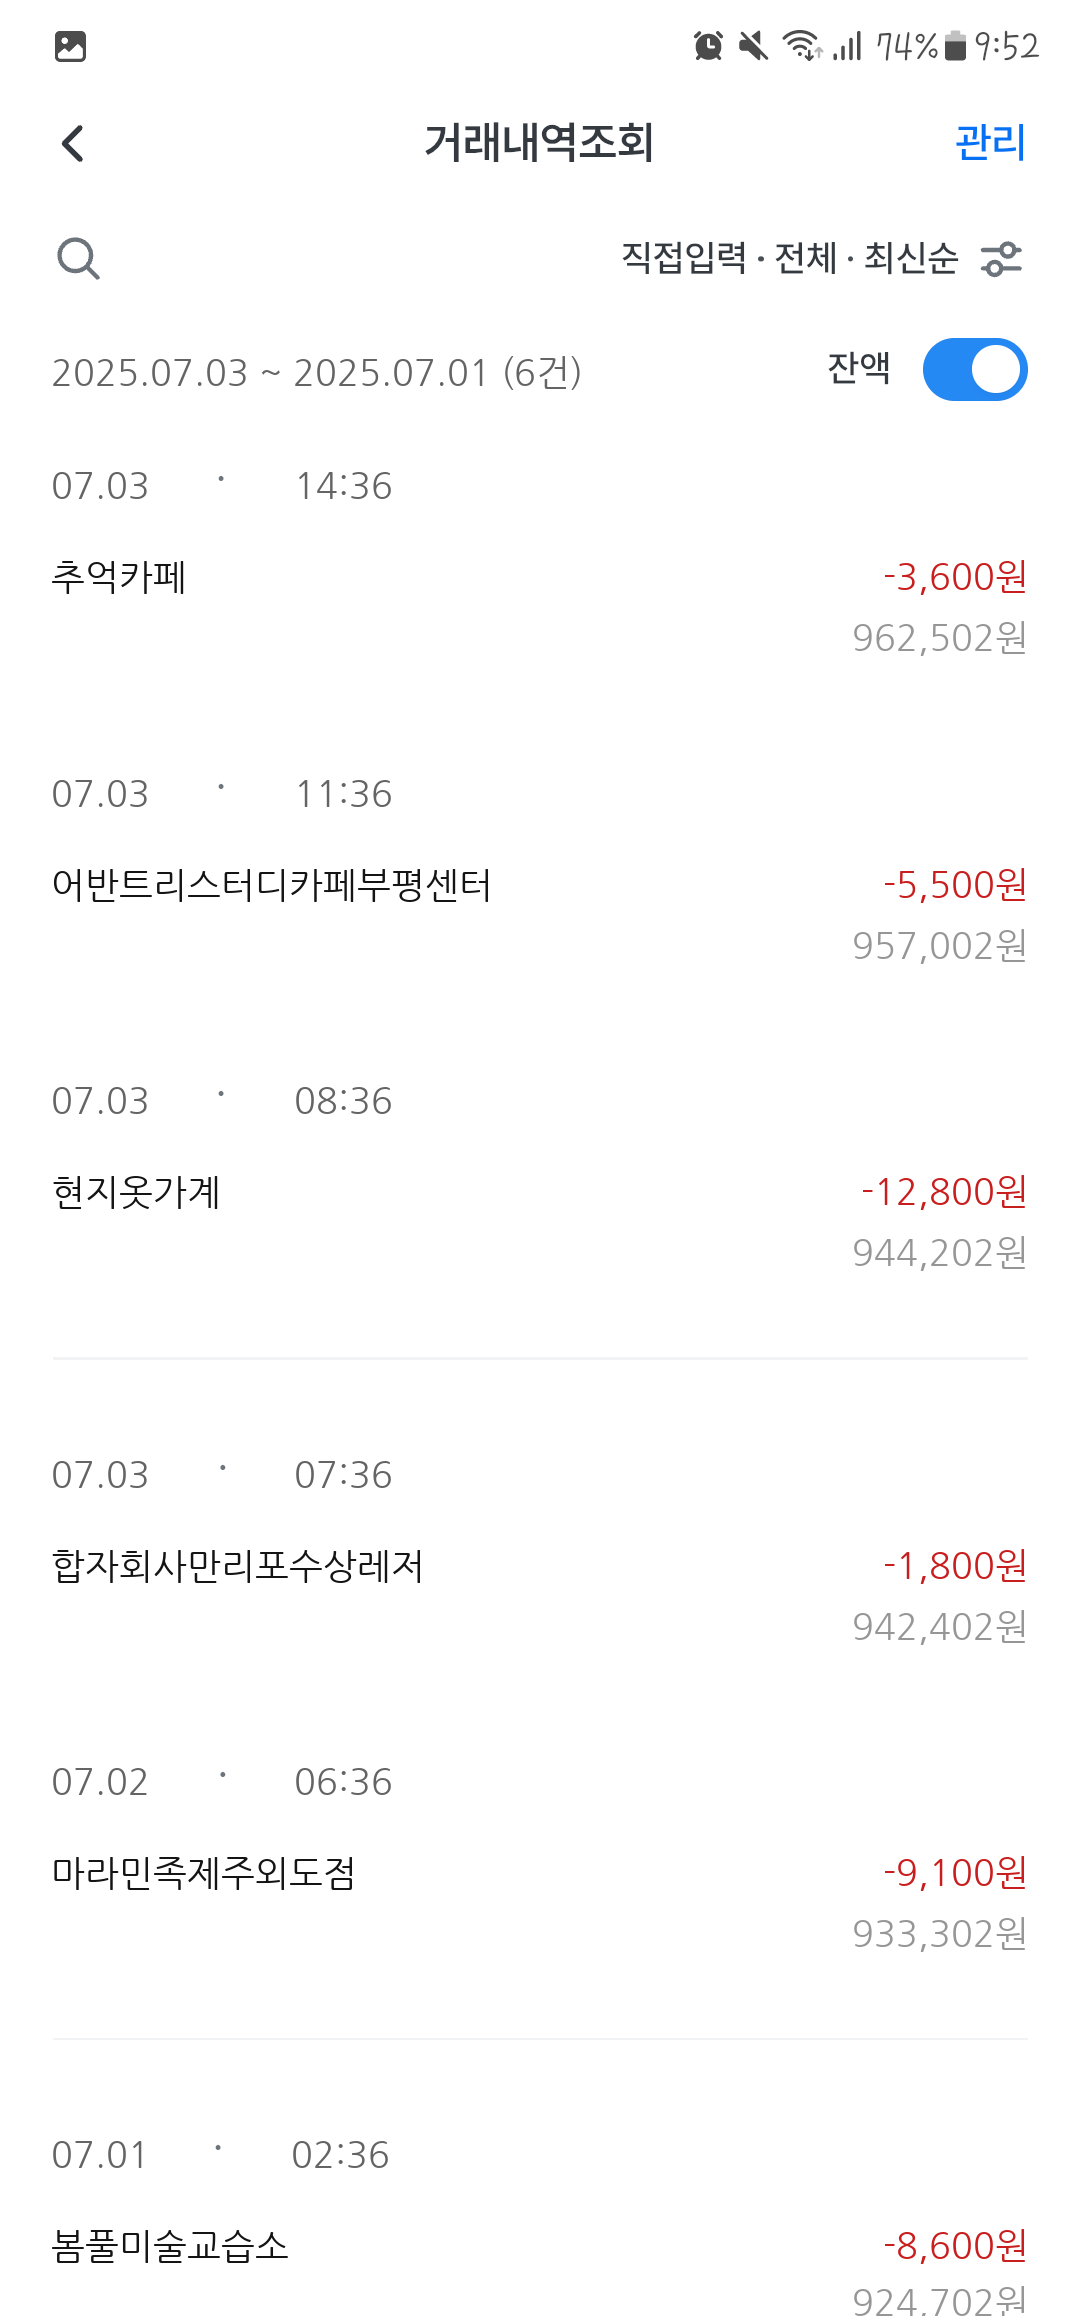 74% 9:52
거래내역조회 관리
직접입력 · 전체 · 최신순
2025.07.03 ~ 2025.07.01 (6건) 잔액
07.03 · 14:36
추억카페 -3,600원
962,502원
07.03 · 11:36
어반트리스터디카페부평센터 -5,500원
957,002원
07.03 · 08:36
현지옷가계 -12,800원
944,202원
07.03 · 07:36
합자회사만리포수상레저 -1,800원
942,402원
07.02 · 06:36
마라민족제주외도점 -9,100원
933,302원
07.01 · 02:36
봄풀미술교습소 -8,600원
924,702원